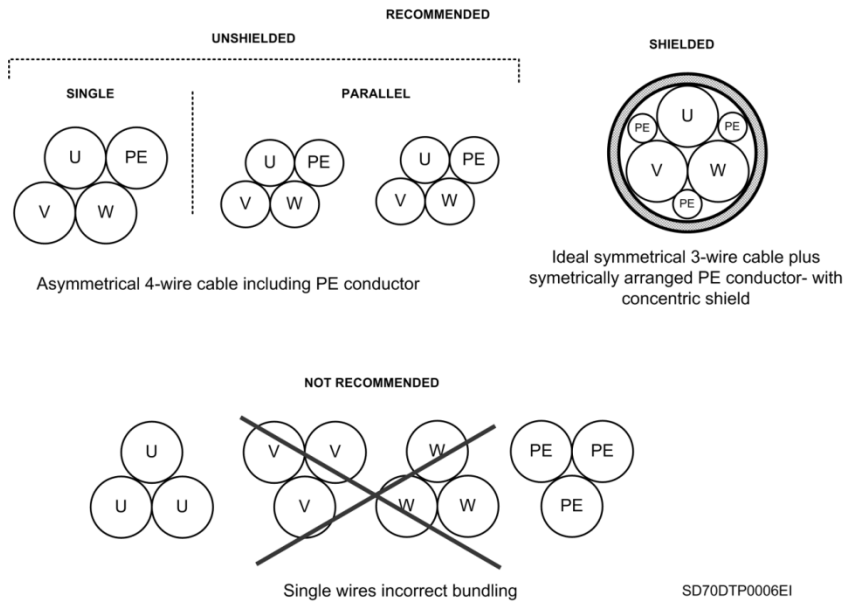 RECOMMENDED
UNSHIELDED
SHIELDED
SINGLE
PARALLEL
U PE
V W
U PE
V W
U PE
V W
U
PE PE
V W
PE
Asymmetrical 4-wire cable including PE conductor
Ideal symmetrical 3-wire cable plus
symetrically arranged PE conductor- with
concentric shield
NOT RECOMMENDED
U
U U
V V
V
W
W W
PE PE
PE
Single wires incorrect bundling
SD70DTP0006EI